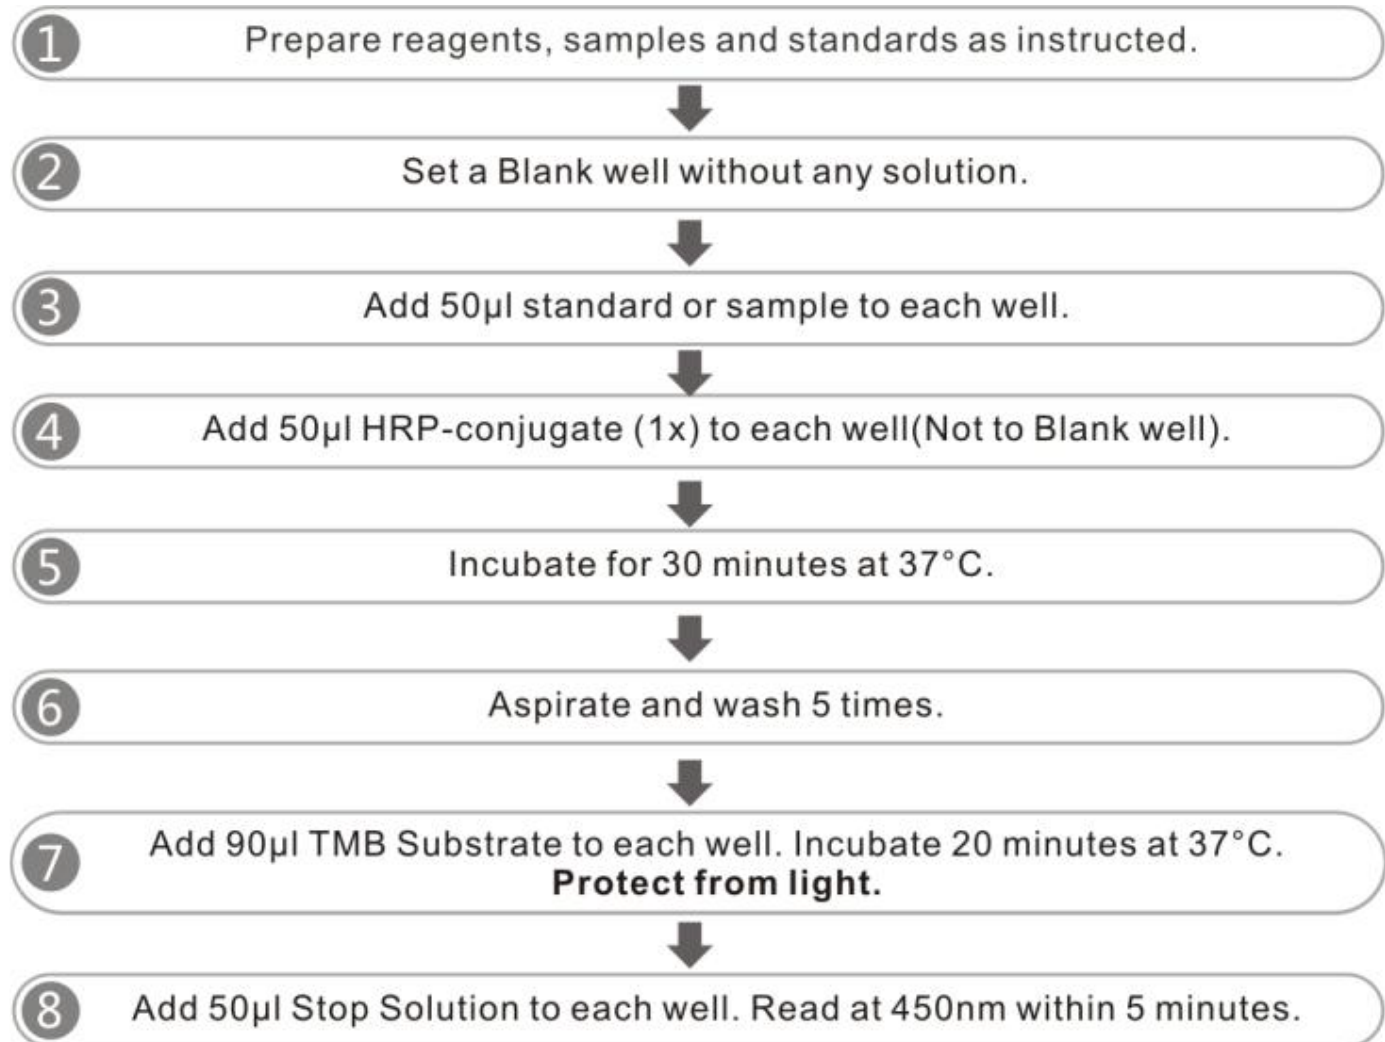 1 Prepare reagents, samples and standards as instructed.
2 Set a Blank well without any solution.
3 Add 50µl standard or sample to each well.
4 Add 50µl HRP-conjugate (1x) to each well(Not to Blank well).
5 Incubate for 30 minutes at 37°C.
6 Aspirate and wash 5 times.
7 Add 90µl TMB Substrate to each well. Incubate 20 minutes at 37°C.
Protect from light.
8 Add 50µl Stop Solution to each well. Read at 450nm within 5 minutes.